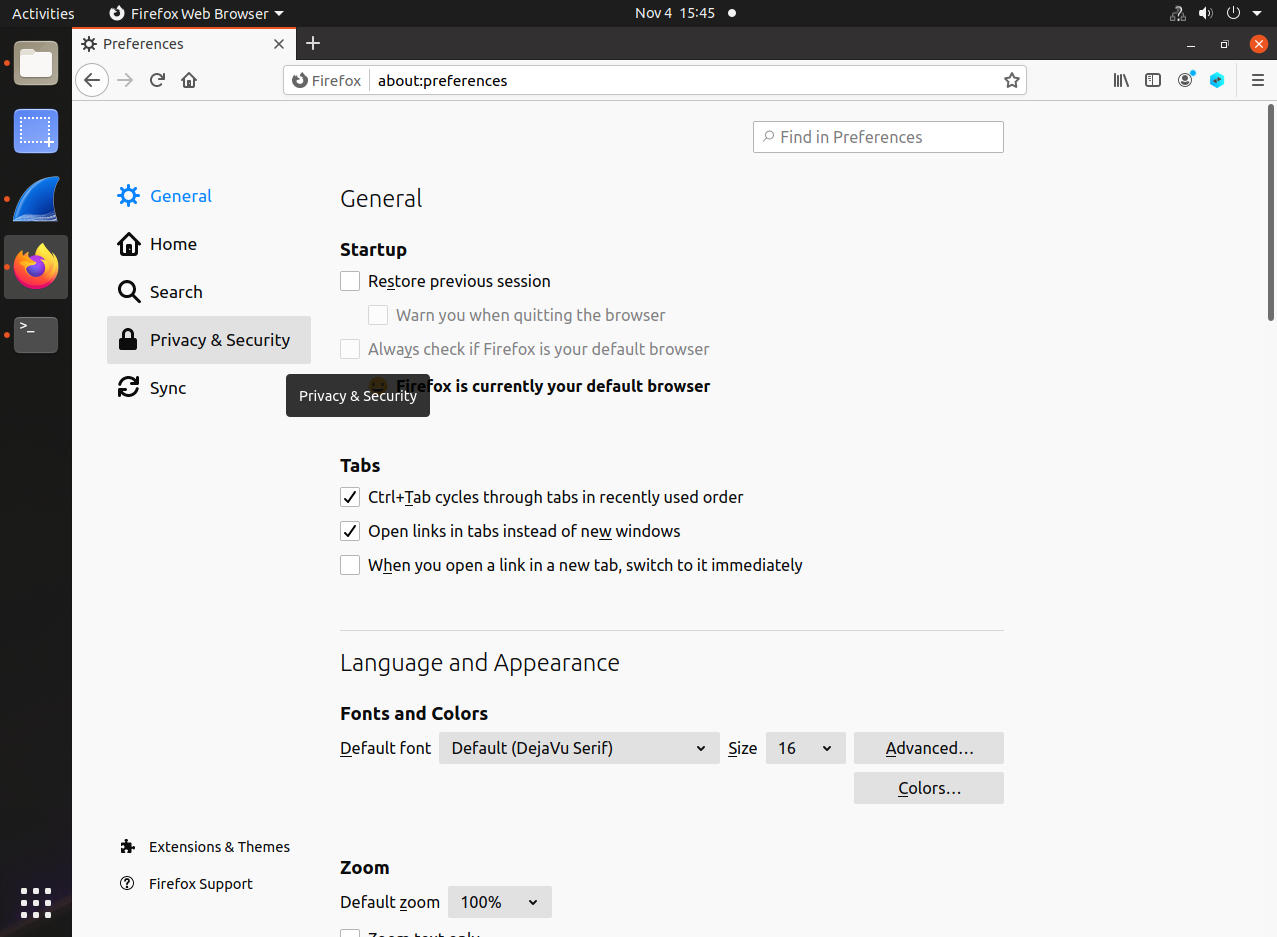 Activities
Firefox Web Browser
Nov 4 15:45
Preferences
Firefox
about:preferences
Find in Preferences
General
Home
Search
Privacy & Security
Sync
Privacy & Security
General
Startup
Restore previous session
Warn you when quitting the browser
Always check if Firefox is your default browser
Firefox is currently your default browser
Tabs
Ctrl+Tab cycles through tabs in recently used order
Open links in tabs instead of new windows
When you open a link in a new tab, switch to it immediately
Language and Appearance
Fonts and Colors
Default font
Default (DejaVu Serif)
Size
16
Advanced…
Colors…
Zoom
Default zoom
100%
Zoom text only
Extensions & Themes
Firefox Support